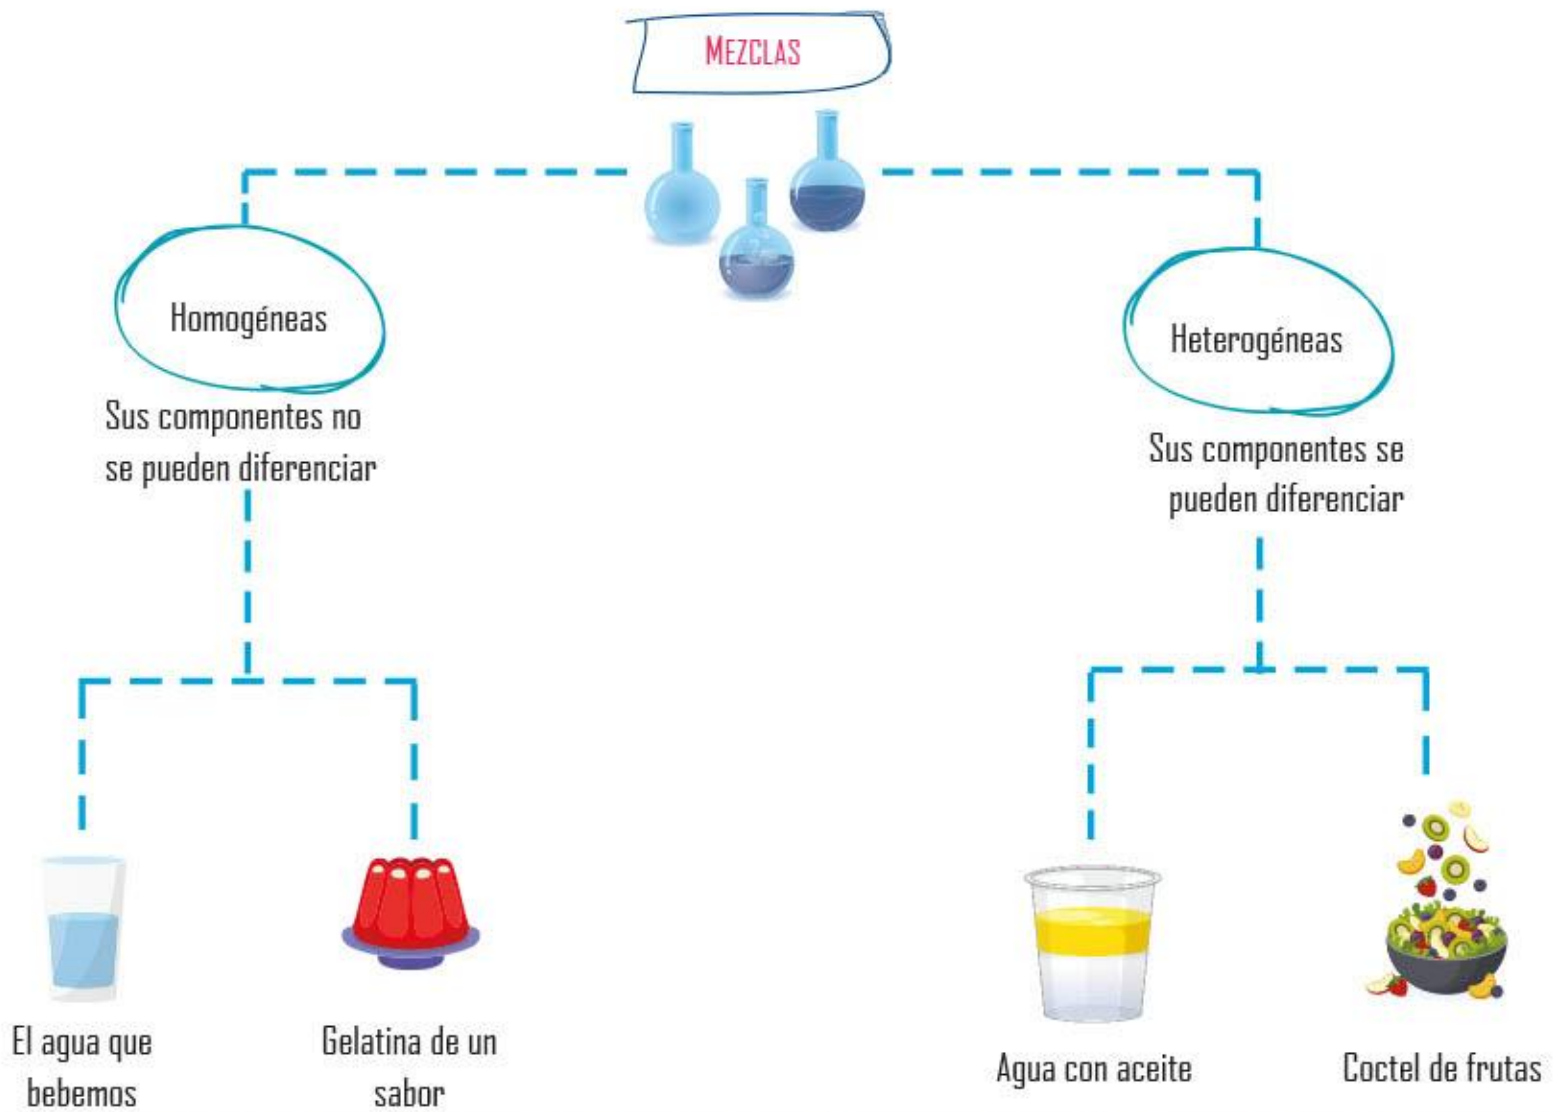 MEZCLAS
Homogéneas
Sus componentes no
se pueden diferenciar
Heterogéneas
Sus componentes se
pueden diferenciar
El agua que
bebemos
Gelatina de un
sabor
Agua con aceite
Coctel de frutas